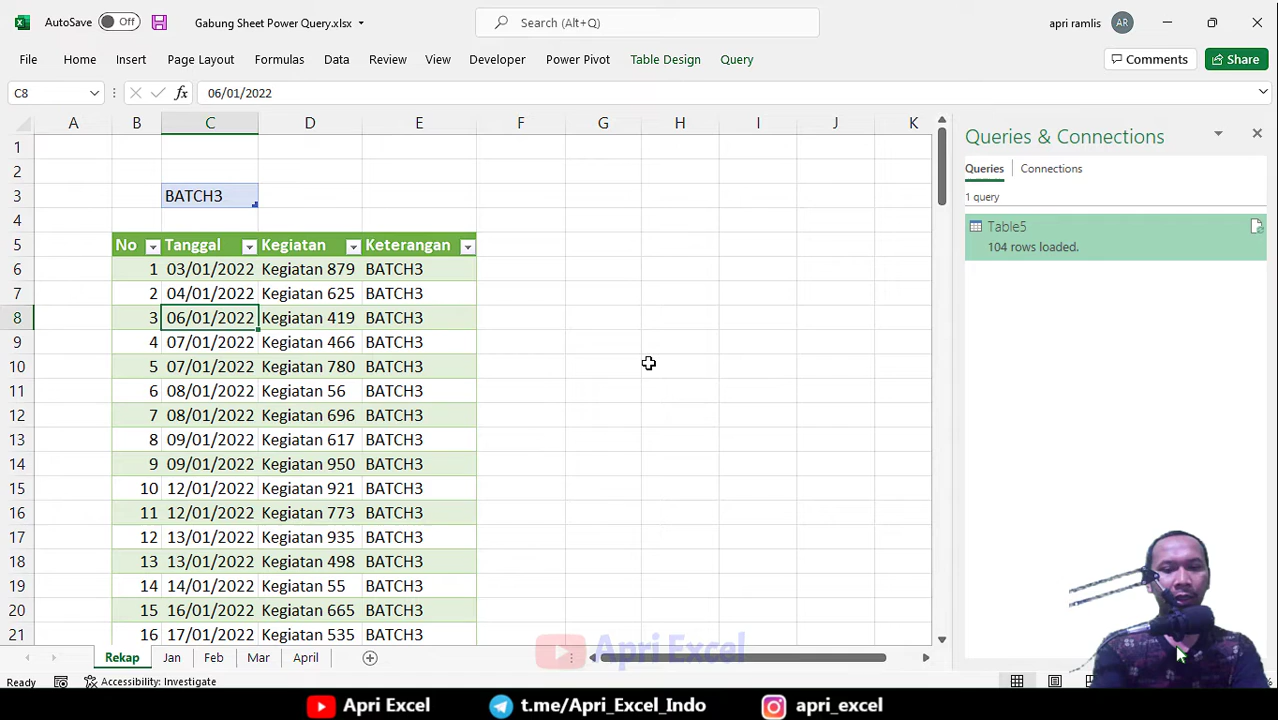 AutoSave Off Gabung Sheet Power Query.xlsx Search (Alt+Q) apri ramlis AR
File Home Insert Page Layout Formulas Data Review View Developer Power Pivot Table Design Query Comments Share
C8 fx 06/01/2022
A B C D E F G H I J K
1
2
3 BATCH3
4
5 No Tanggal Kegiatan Keterangan
6 1 03/01/2022 Kegiatan 879 BATCH3
7 2 04/01/2022 Kegiatan 625 BATCH3
8 3 06/01/2022 Kegiatan 419 BATCH3
9 4 07/01/2022 Kegiatan 466 BATCH3
10 5 07/01/2022 Kegiatan 780 BATCH3
11 6 08/01/2022 Kegiatan 56 BATCH3
12 7 08/01/2022 Kegiatan 696 BATCH3
13 8 09/01/2022 Kegiatan 617 BATCH3
14 9 09/01/2022 Kegiatan 950 BATCH3
15 10 12/01/2022 Kegiatan 921 BATCH3
16 11 12/01/2022 Kegiatan 773 BATCH3
17 12 13/01/2022 Kegiatan 935 BATCH3
18 13 13/01/2022 Kegiatan 498 BATCH3
19 14 14/01/2022 Kegiatan 55 BATCH3
20 15 16/01/2022 Kegiatan 665 BATCH3
21 16 17/01/2022 Kegiatan 535 BATCH3
Queries & Connections
Queries Connections
1 query
Table5
104 rows loaded.
Apri Excel
Rekap Jan Feb Mar April
Ready Accessibility: Investigate
Apri Excel t.me/Apri_Excel_Indo apri_excel